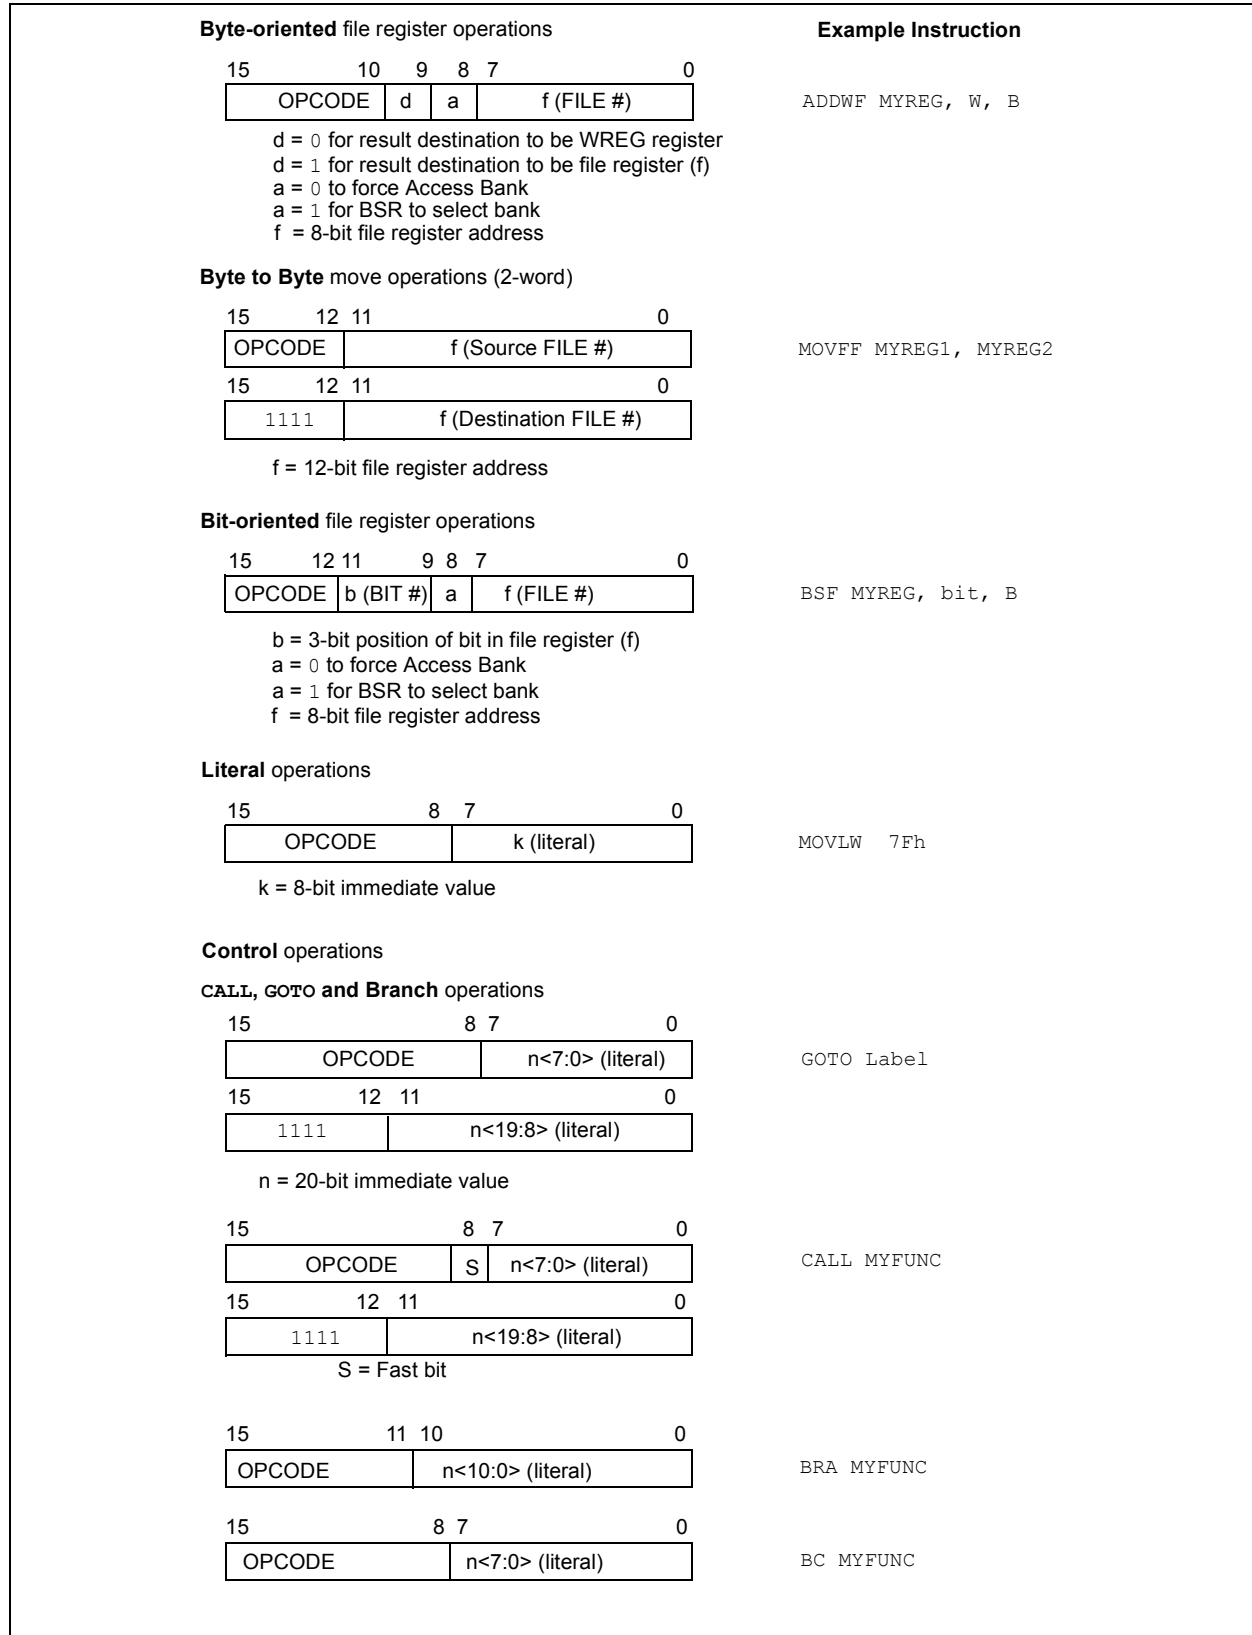 Byte-oriented file register operations    Example Instruction
15 10 9 8 7 0
OPCODE d a f (FILE #)    ADDWF MYREG, W, B
d = 0 for result destination to be WREG register
d = 1 for result destination to be file register (f)
a = 0 to force Access Bank
a = 1 for BSR to select bank
f = 8-bit file register address
Byte to Byte move operations (2-word)
15 12 11 0
OPCODE f (Source FILE #)    MOVFF MYREG1, MYREG2
15 12 11 0
1111 f (Destination FILE #)
f = 12-bit file register address
Bit-oriented file register operations
15 12 11 9 8 7 0
OPCODE b (BIT #) a f (FILE #)    BSF MYREG, bit, B
b = 3-bit position of bit in file register (f)
a = 0 to force Access Bank
a = 1 for BSR to select bank
f = 8-bit file register address
Literal operations
15 8 7 0
OPCODE k (literal)    MOVLW 7Fh
k = 8-bit immediate value
Control operations
CALL, GOTO and Branch operations
15 8 7 0
OPCODE n<7:0> (literal)    GOTO Label
15 12 11 0
1111 n<19:8> (literal)
n = 20-bit immediate value
15 8 7 0
OPCODE S n<7:0> (literal)    CALL MYFUNC
15 12 11 0
1111 n<19:8> (literal)
S = Fast bit
15 11 10 0
OPCODE n<10:0> (literal)    BRA MYFUNC
15 8 7 0
OPCODE n<7:0> (literal)    BC MYFUNC